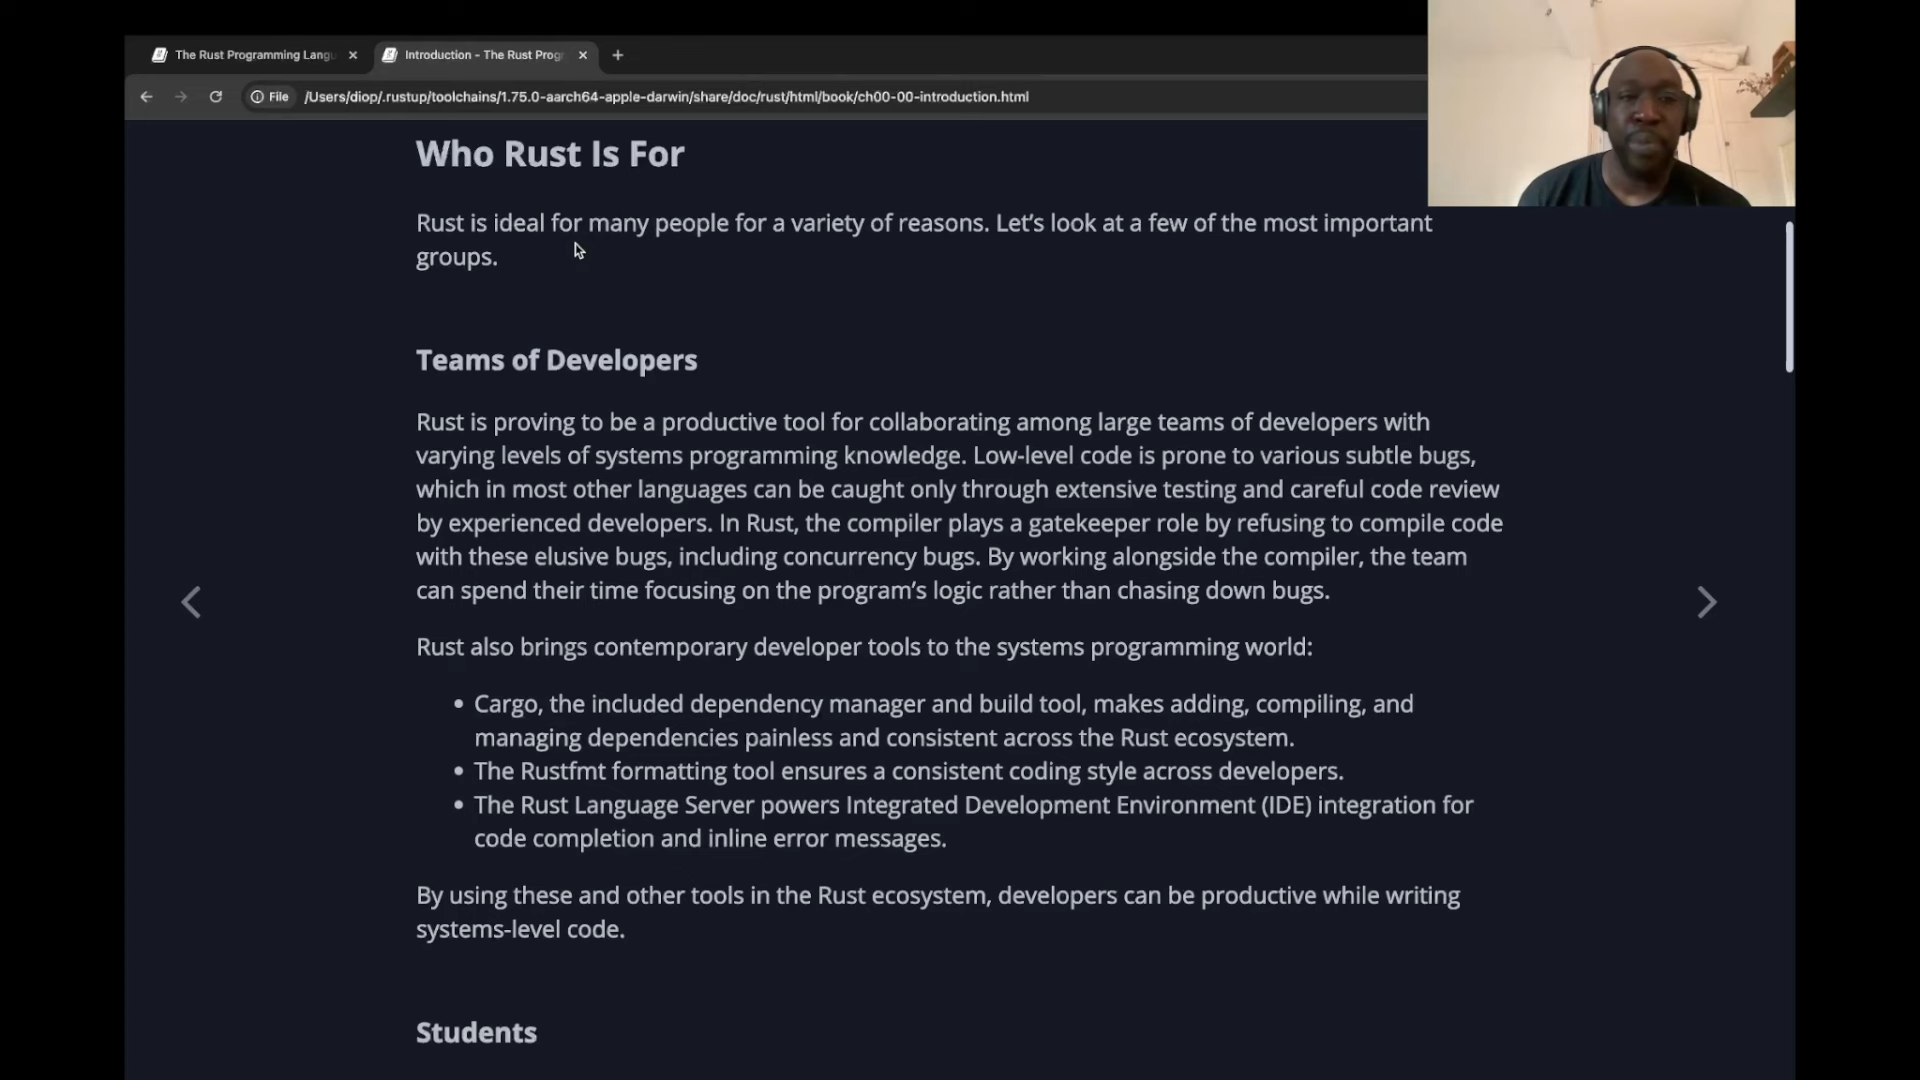 The Rust Programming Langu
Introduction - The Rust Prog
File
/Users/diop/.rustup/toolchains/1.75.0-aarch64-apple-darwin/share/doc/rust/html/book/ch00-00-introduction.html
Who Rust Is For
Rust is ideal for many people for a variety of reasons. Let’s look at a few of the most important
groups.
Teams of Developers
Rust is proving to be a productive tool for collaborating among large teams of developers with
varying levels of systems programming knowledge. Low-level code is prone to various subtle bugs,
which in most other languages can be caught only through extensive testing and careful code review
by experienced developers. In Rust, the compiler plays a gatekeeper role by refusing to compile code
with these elusive bugs, including concurrency bugs. By working alongside the compiler, the team
can spend their time focusing on the program’s logic rather than chasing down bugs.
Rust also brings contemporary developer tools to the systems programming world:
• Cargo, the included dependency manager and build tool, makes adding, compiling, and
managing dependencies painless and consistent across the Rust ecosystem.
• The Rustfmt formatting tool ensures a consistent coding style across developers.
• The Rust Language Server powers Integrated Development Environment (IDE) integration for
code completion and inline error messages.
By using these and other tools in the Rust ecosystem, developers can be productive while writing
systems-level code.
Students